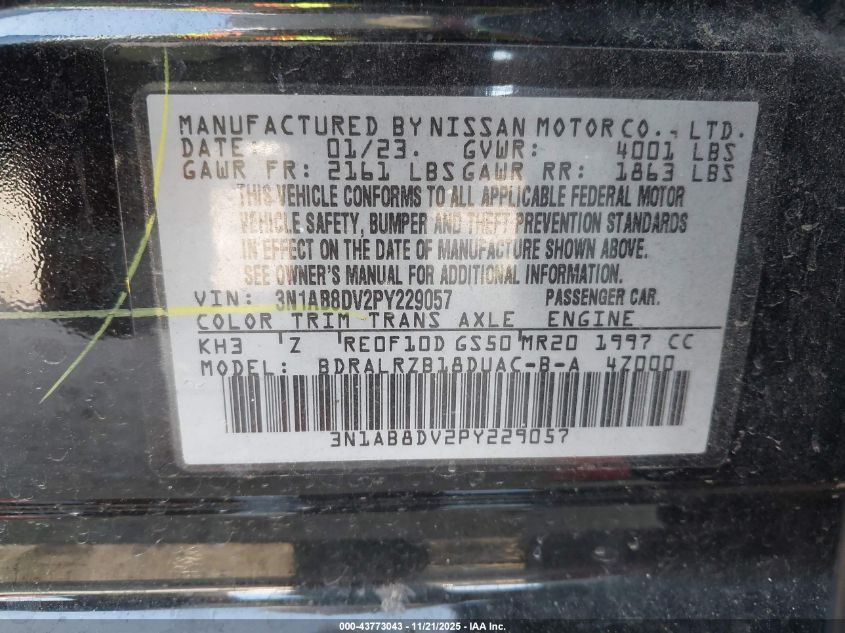 MANUFACTURED BY NISSAN MOTOR CO., LTD.
DATE: 01/23. GVWR: 4001 LBS
GAWR FR: 2161 LBS GAWR RR: 1863 LBS
THIS VEHICLE CONFORMS TO ALL APPLICABLE FEDERAL MOTOR
VEHICLE SAFETY, BUMPER AND THEFT PREVENTION STANDARDS
IN EFFECT ON THE DATE OF MANUFACTURE SHOWN ABOVE.
SEE OWNER'S MANUAL FOR ADDITIONAL INFORMATION.
VIN: 3N1AB8DV2PY229057 PASSENGER CAR.
COLOR TRIM TRANS AXLE ENGINE
KH3 Z RE0F10D GS50 MR20 1997 CC
MODEL: BDRALRZB18DUAC-B-A 4Z000
3N1AB8DV2PY229057
000-43773043 - 11/21/2025 - IAA, Inc.